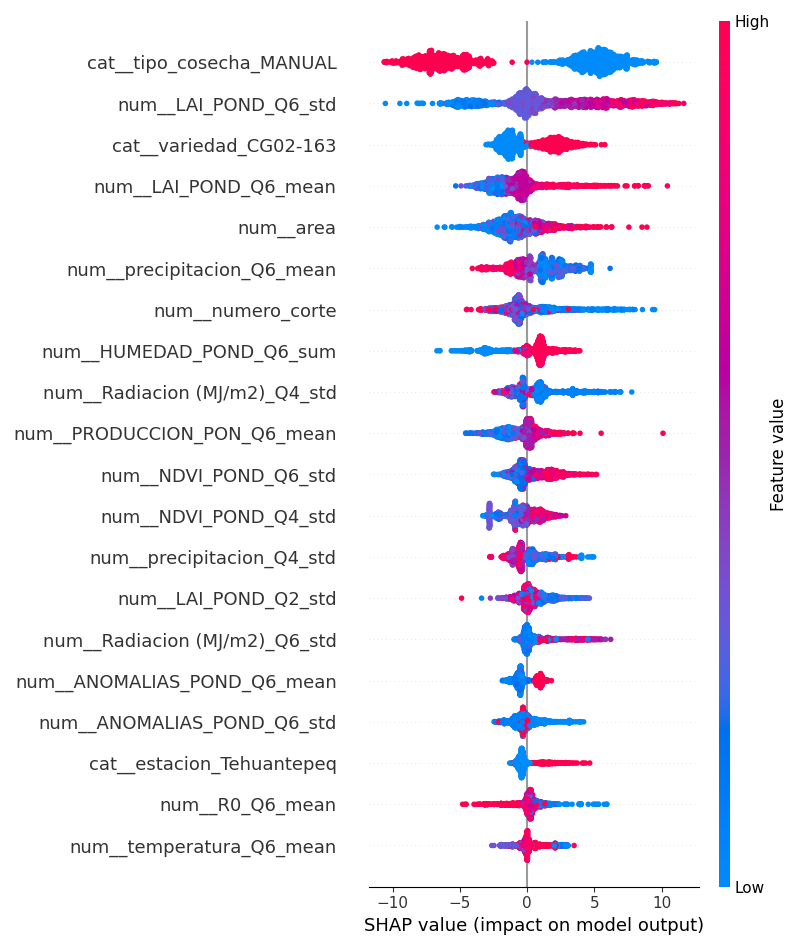 High
cat__tipo_cosecha_MANUAL
num__LAI_POND_Q6_std
cat__variedad_CG02-163
num__LAI_POND_Q6_mean
num__area
num__precipitacion_Q6_mean
num__numero_corte
num__HUMEDAD_POND_Q6_sum
num__Radiacion (MJ/m2)_Q4_std
num__PRODUCCION_PON_Q6_mean
num__NDVI_POND_Q6_std
num__NDVI_POND_Q4_std
num__precipitacion_Q4_std
num__LAI_POND_Q2_std
num__Radiacion (MJ/m2)_Q6_std
num__ANOMALIAS_POND_Q6_mean
num__ANOMALIAS_POND_Q6_std
cat__estacion_Tehuantepeq
num__R0_Q6_mean
num__temperatura_Q6_mean
Feature value
Low
−10 −5 0 5 10
SHAP value (impact on model output)